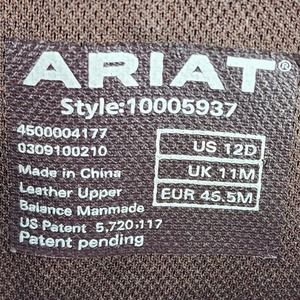 ARIAT®
Style:10005937
4500004177
0309100210
Made in China
Leather Upper
Balance Manmade
US Patent 5,720,117
Patent pending
US 12D
UK 11M
EUR 45.5M